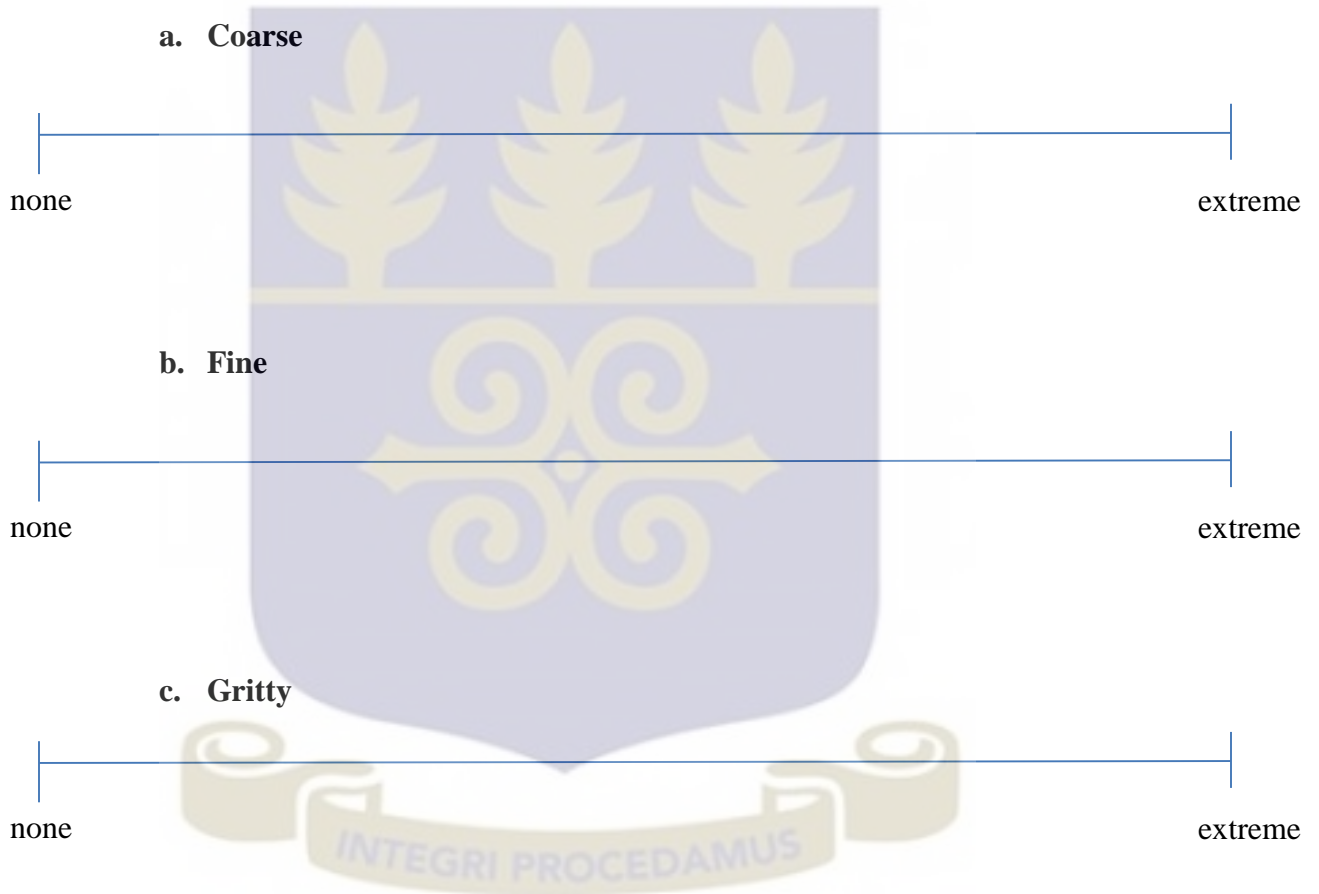 a. Coarse
none extreme
b. Fine
none extreme
c. Gritty
none extreme
INTEGRI PROCEDAMUS